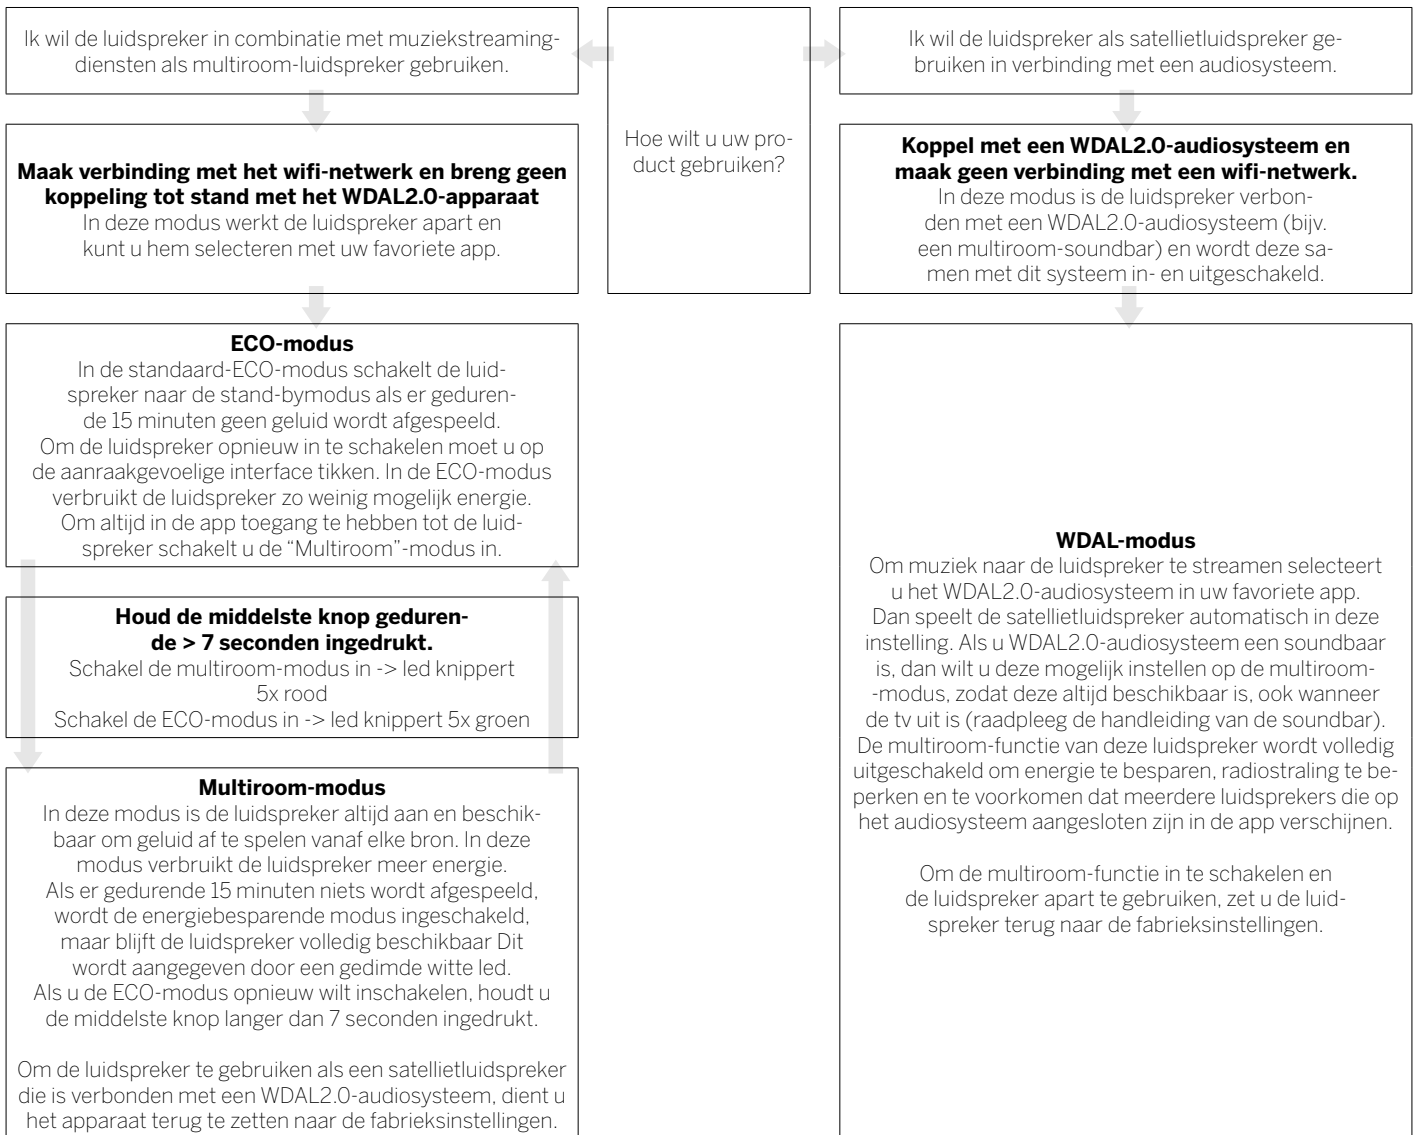 Hoe wilt u uw pro-
duct gebruiken?
Ik wil de luidspreker in combinatie met muziekstreaming-
diensten als multiroom-luidspreker gebruiken.
Maak verbinding met het wifi-netwerk en breng geen
koppeling tot stand met het WDAL2.0-apparaat
In deze modus werkt de luidspreker apart en
kunt u hem selecteren met uw favoriete app.
ECO-modus
In de standaard-ECO-modus schakelt de luid-
spreker naar de stand-bymodus als er geduren-
de 15 minuten geen geluid wordt afgespeeld.
Om de luidspreker opnieuw in te schakelen moet u op
de aanraakgevoelige interface tikken. In de ECO-modus
verbruikt de luidspreker zo weinig mogelijk energie.
Om altijd in de app toegang te hebben tot de luid-
spreker schakelt u de “Multiroom”-modus in.
Houd de middelste knop geduren-
de > 7 seconden ingedrukt.
Schakel de multiroom-modus in -> led knippert
5x rood
Schakel de ECO-modus in -> led knippert 5x groen
Multiroom-modus
In deze modus is de luidspreker altijd aan en beschik-
baar om geluid af te spelen vanaf elke bron. In deze
modus verbruikt de luidspreker meer energie.
Als er gedurende 15 minuten niets wordt afgespeeld,
wordt de energiebesparende modus ingeschakeld,
maar blijft de luidspreker volledig beschikbaar Dit
wordt aangegeven door een gedimde witte led.
Als u de ECO-modus opnieuw wilt inschakelen, houdt u
de middelste knop langer dan 7 seconden ingedrukt.
Om de luidspreker te gebruiken als een satellietluidspreker
die is verbonden met een WDAL2.0-audiosysteem, dient u
het apparaat terug te zetten naar de fabrieksinstellingen.
Ik wil de luidspreker als satellietluidspreker ge-
bruiken in verbinding met een audiosysteem.
Koppel met een WDAL2.0-audiosysteem en
maak geen verbinding met een wifi-netwerk.
In deze modus is de luidspreker verbon-
den met een WDAL2.0-audiosysteem (bijv.
een multiroom-soundbar) en wordt deze sa-
men met dit systeem in- en uitgeschakeld.
WDAL-modus
Om muziek naar de luidspreker te streamen selecteert
u het WDAL2.0-audiosysteem in uw favoriete app.
Dan speelt de satellietluidspreker automatisch in deze
instelling. Als u WDAL2.0-audiosysteem een soundbaar
is, dan wilt u deze mogelijk instellen op de multiroom-
-modus, zodat deze altijd beschikbaar is, ook wanneer
de tv uit is (raadpleeg de handleiding van de soundbar).
De multiroom-functie van deze luidspreker wordt volledig
uitgeschakeld om energie te besparen, radiostraling te be-
perken en te voorkomen dat meerdere luidsprekers die op
het audiosysteem aangesloten zijn in de app verschijnen.
Om de multiroom-functie in te schakelen en
de luidspreker apart te gebruiken, zet u de luid-
spreker terug naar de fabrieksinstellingen.